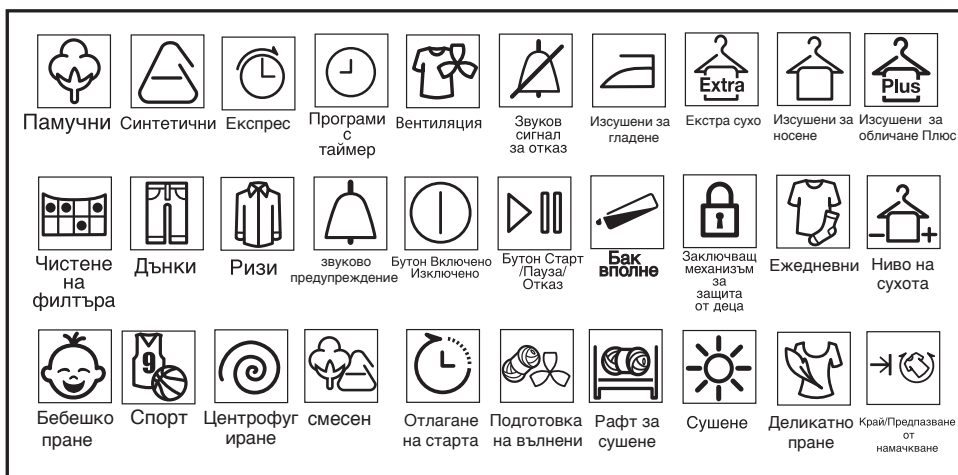 Extra
Plus
Памучни
Синтетични
Експрес
Програми
с
таймер
Вентилация
Звуков
сигнал
за отказ
Изсушени за
гладене
Екстра сухо
Изсушени за
носене
Изсушени за
обличане Плюс
Чистене
на
филтъра
Дънки
Ризи
звуково
предупреждение
Бутон Включено
Изключено
Бутон Старт
/Пауза/
Отказ
Бак
вполне
Заключващ
механизъм
за
защита
от деца
Ежедневни
Ниво на
сухота
9
Бебешко
пране
Спорт
Центрофуг
иране
смесен
Отлагане
на старта
Подготовка
на вълнени
Рафт за
сушене
Сушене
Деликатно
пране
Край/Предпазване
от
намачкване